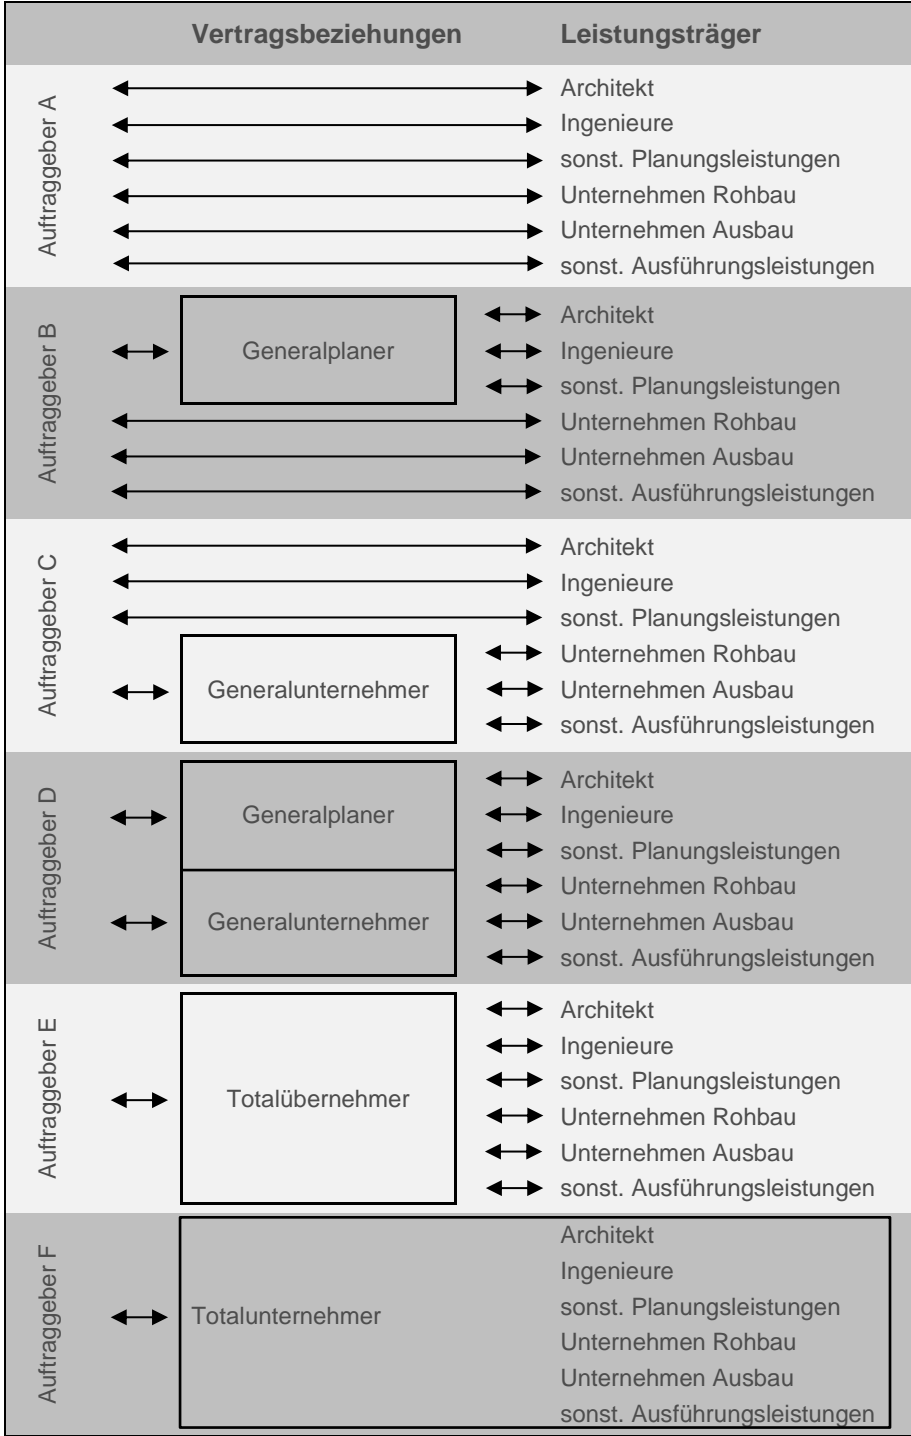 Vertragsbeziehungen Leistungsträger
Auftraggeber A
Architekt
Ingenieure
sonst. Planungsleistungen
Unternehmen Rohbau
Unternehmen Ausbau
sonst. Ausführungsleistungen
Auftraggeber B
Generalplaner
Architekt
Ingenieure
sonst. Planungsleistungen
Unternehmen Rohbau
Unternehmen Ausbau
sonst. Ausführungsleistungen
Auftraggeber C
Architekt
Ingenieure
sonst. Planungsleistungen
Generalunternehmer
Unternehmen Rohbau
Unternehmen Ausbau
sonst. Ausführungsleistungen
Auftraggeber D
Generalplaner
Architekt
Ingenieure
sonst. Planungsleistungen
Generalunternehmer
Unternehmen Rohbau
Unternehmen Ausbau
sonst. Ausführungsleistungen
Auftraggeber E
Totalübernehmer
Architekt
Ingenieure
sonst. Planungsleistungen
Unternehmen Rohbau
Unternehmen Ausbau
sonst. Ausführungsleistungen
Auftraggeber F
Totalunternehmer
Architekt
Ingenieure
sonst. Planungsleistungen
Unternehmen Rohbau
Unternehmen Ausbau
sonst. Ausführungsleistungen